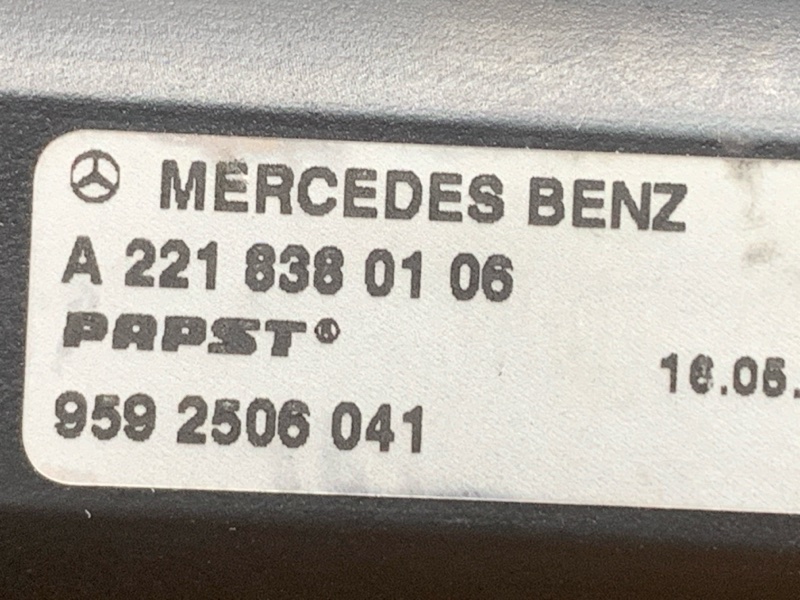 MERCEDES BENZ
A 221 838 01 06
PAPST®
16.05.
959 2506 041